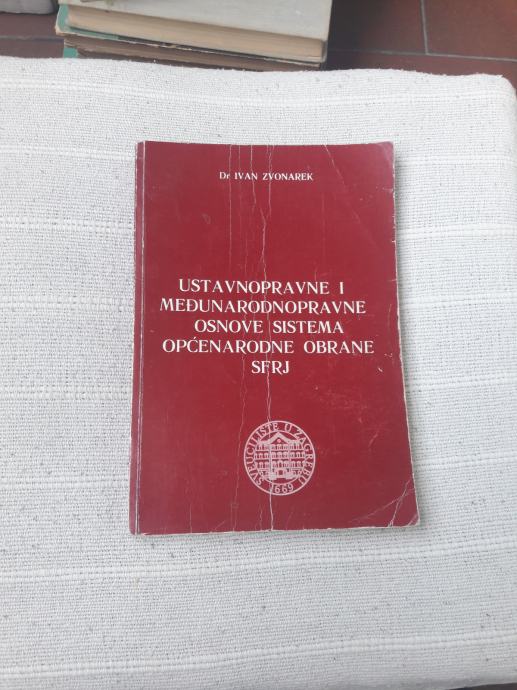 Dr IVAN ZVONAREK
USTAVNOPRAVNE I
MEĐUNARODNOPRAVNE
OSNOVE SISTEMA
OPĆENARODNE OBRANE
SFRJ
SVEUČILIŠTE U ZAGREBU
1669